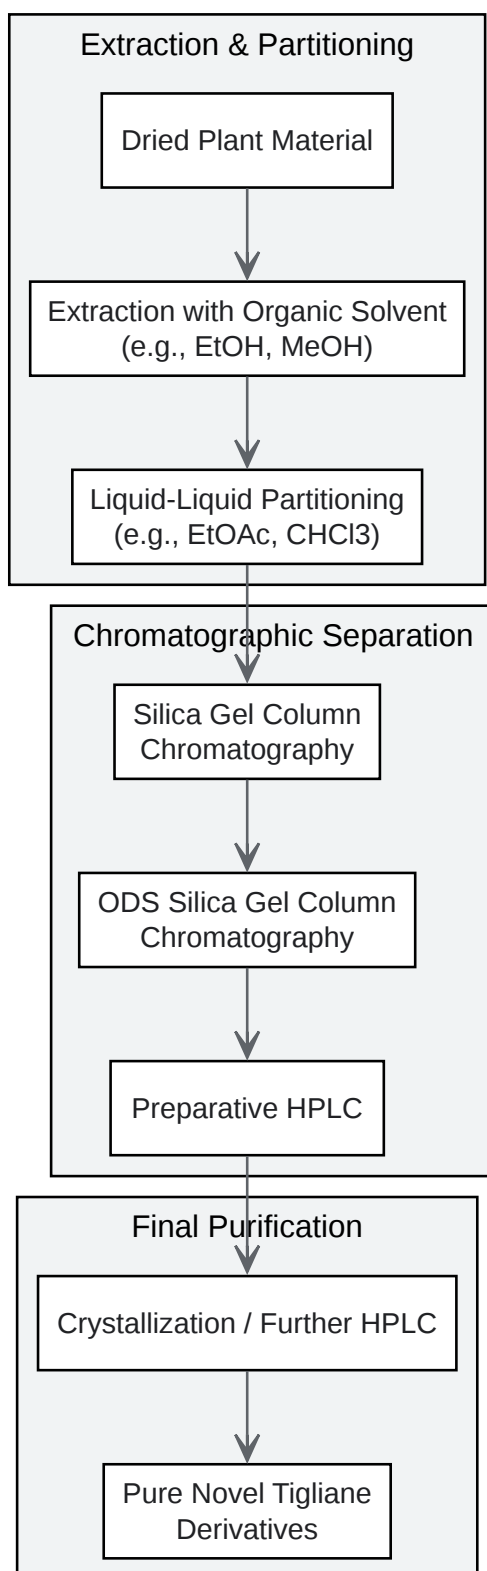 Extraction & Partitioning
Dried Plant Material
Extraction with Organic Solvent
(e.g., EtOH, MeOH)
Liquid-Liquid Partitioning
(e.g., EtOAc, CHCl3)
Chromatographic Separation
Silica Gel Column
Chromatography
ODS Silica Gel Column
Chromatography
Preparative HPLC
Final Purification
Crystallization / Further HPLC
Pure Novel Tigliane
Derivatives